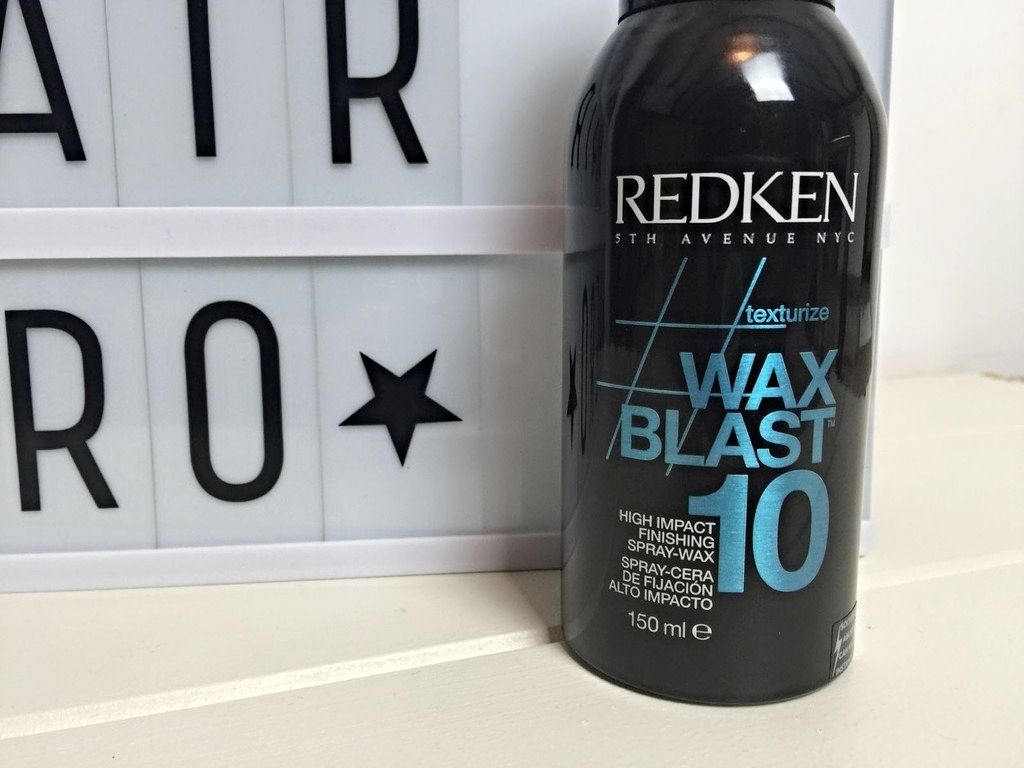 AIR
RO
REDKEN
5TH AVENUE NYC
texturize
WAX
BLAST™
10
HIGH IMPACT
FINISHING
SPRAY-WAX
SPRAY-CERA
DE FIJACIÓN
ALTO IMPACTO
150 ml e